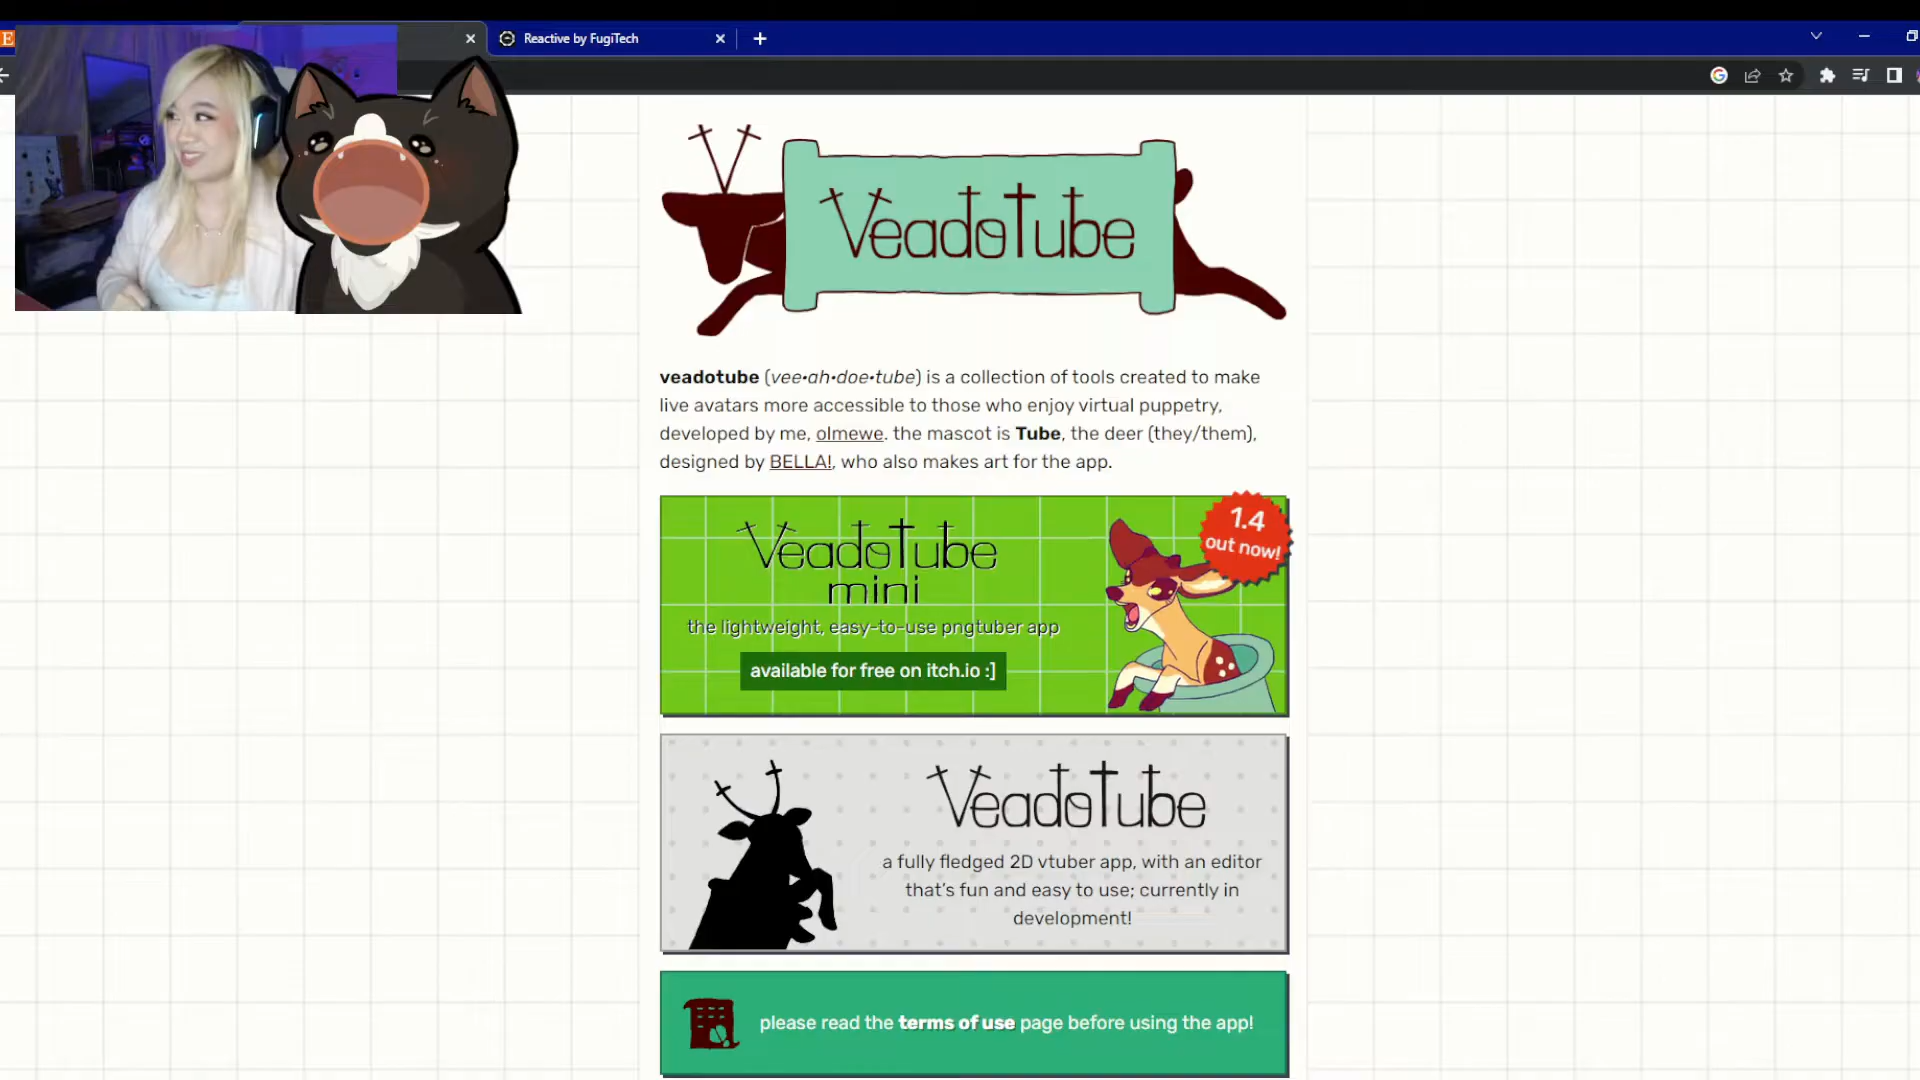 E
Reactive by FugiTech
VeadoTube
veadotube (vee•ah•doe•tube) is a collection of tools created to make
live avatars more accessible to those who enjoy virtual puppetry,
developed by me, olmewe. the mascot is Tube, the deer (they/them),
designed by BELLA!, who also makes art for the app.
VeadoTube
mini
the lightweight, easy-to-use pngtuber app
available for free on itch.io :]
1.4
out now!
VeadoTube
a fully fledged 2D vtuber app, with an editor
that's fun and easy to use; currently in
development!
please read the terms of use page before using the app!